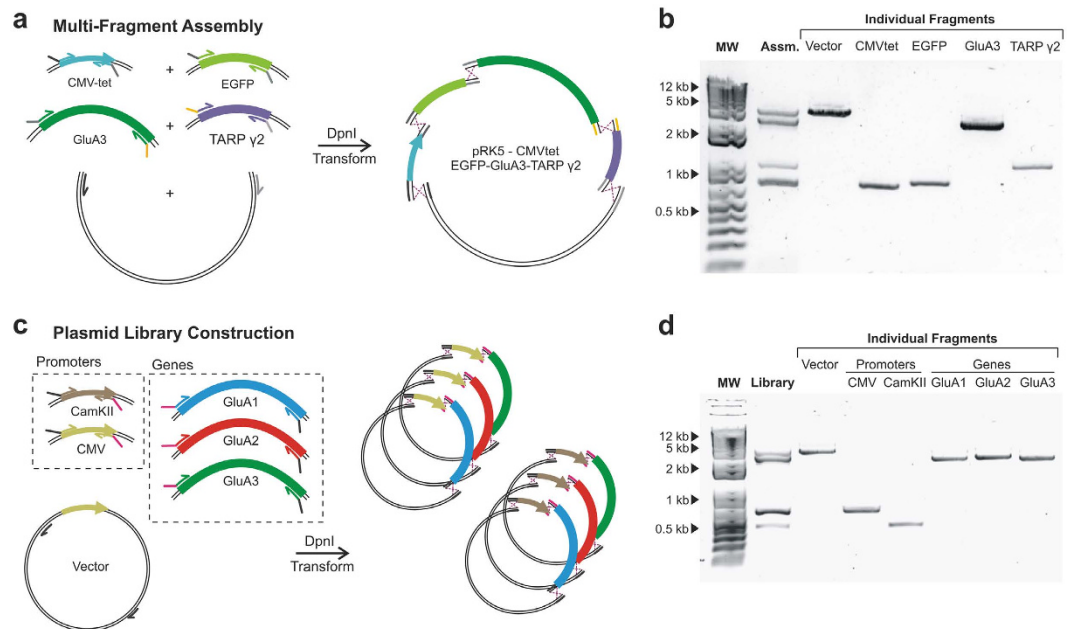 a Multi-Fragment Assembly
CMV-tet
+
EGFP
+
GluA3
TARP γ2
+
DpnI
Transform
pRK5 - CMVtet
EGFP-GluA3-TARP γ2
b
Individual Fragments
MW Assm. Vector CMVtet EGFP GluA3 TARP γ2
12 kb
5 kb
2 kb
1 kb
0.5 kb
c Plasmid Library Construction
Promoters
CamKII
CMV
Genes
GluA1
GluA2
GluA3
Vector
DpnI
Transform
d
Individual Fragments
Vector Promoters Genes
MW Library CMV CamKII GluA1 GluA2 GluA3
12 kb
5 kb
2 kb
1 kb
0.5 kb